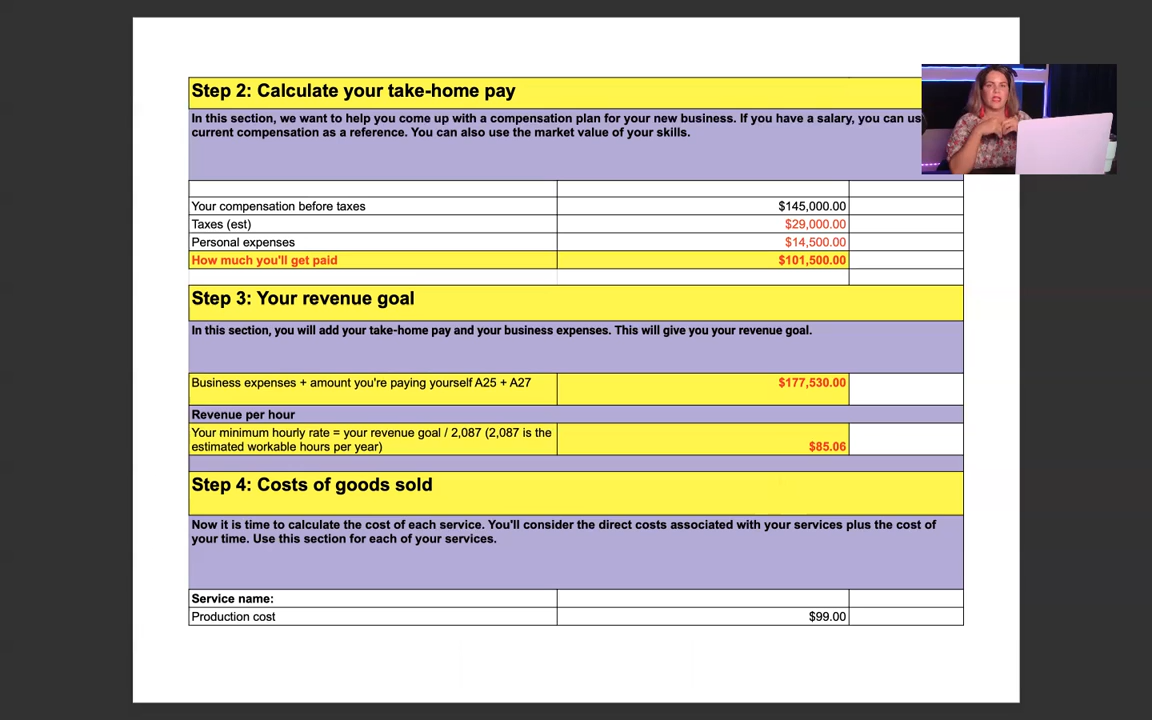 Step 2: Calculate your take-home pay
In this section, we want to help you come up with a compensation plan for your new business. If you have a salary, you can us
current compensation as a reference. You can also use the market value of your skills.
Your compensation before taxes $145,000.00
Taxes (est) $29,000.00
Personal expenses $14,500.00
How much you'll get paid $101,500.00
Step 3: Your revenue goal
In this section, you will add your take-home pay and your business expenses. This will give you your revenue goal.
Business expenses + amount you're paying yourself A25 + A27 $177,530.00
Revenue per hour
Your minimum hourly rate = your revenue goal / 2,087 (2,087 is the
estimated workable hours per year) $85.06
Step 4: Costs of goods sold
Now it is time to calculate the cost of each service. You'll consider the direct costs associated with your services plus the cost of
your time. Use this section for each of your services.
Service name:
Production cost $99.00